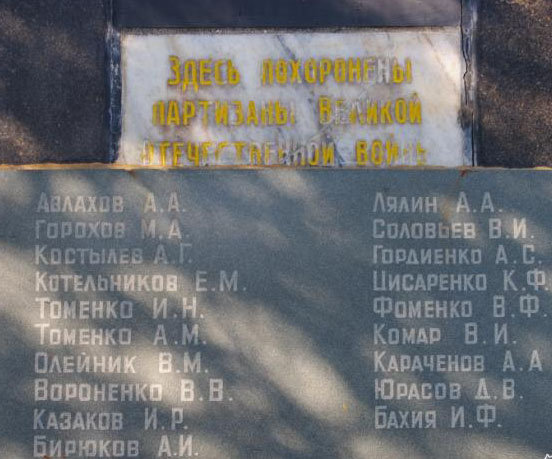 Здесь похоронены
партизаны Великой
Отечественной войны
Авлахов А.А.
Горохов М.А.
Костылев А.Г.
Котельников Е.М.
Томенко И.Н.
Томенко А.М.
Олейник В.М.
Вороненко В.В.
Казаков И.Р.
Бирюков А.И.
Лялин А.А.
Соловьев В.И.
Гордиенко А.С.
Цисаренко К.Ф.
Фоменко В.Ф.
Комар В.И.
Караченов А.А
Юрасов Д.В.
Бахия И.Ф.